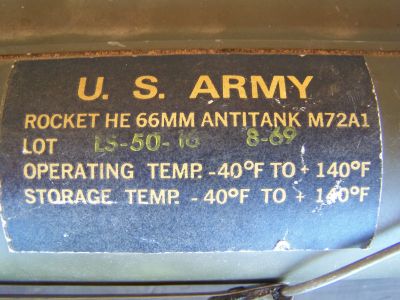 U. S. ARMY
ROCKET HE 66MM ANTITANK M72A1
LOT LS-50-16 8-69
OPERATING TEMP. -40°F TO + 140°F
STORAGE TEMP. -40°F TO + 140°F